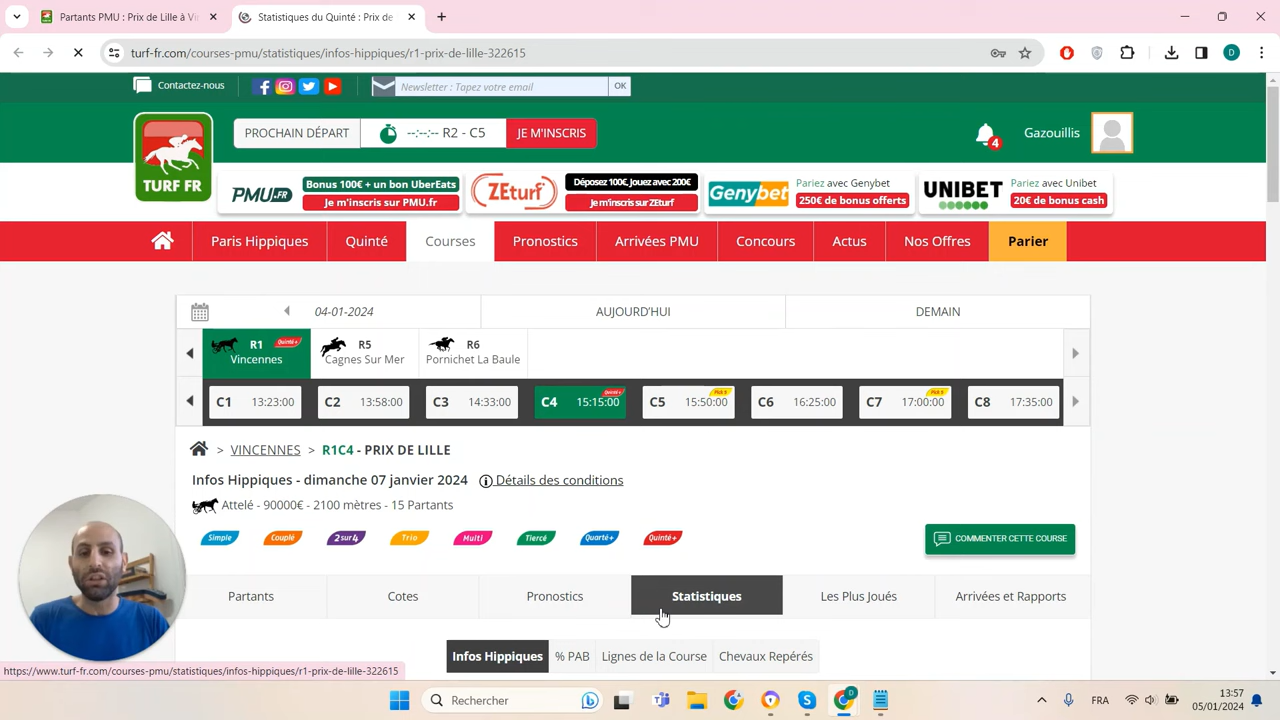 Partants PMU : Prix de Lille à Vi
Statistiques du Quinté : Prix de
turf-fr.com/courses-pmu/statistiques/infos-hippiques/r1-prix-de-lille-322615
D
Contactez-nous
Newsletter : Tapez votre email
OK
TURF FR
PROCHAIN DÉPART
--:--:-- R2 - C5
JE M'INSCRIS
4
Gazouillis
PMU.FR
Bonus 100€ + un bon UberEats
Je m'inscris sur PMU.fr
ZEturf
Déposez 100€, Jouez avec 200€
Je m'inscris sur ZEturf
Genybet
Pariez avec Genybet
250€ de bonus offerts
UNIBET
Pariez avec Unibet
20€ de bonus cash
Paris Hippiques
Quinté
Courses
Pronostics
Arrivées PMU
Concours
Actus
Nos Offres
Parier
04-01-2024
AUJOURD'HUI
DEMAIN
R1 Quinté+
Vincennes
R5
Cagnes Sur Mer
R6
Pornichet La Baule
C1 13:23:00
C2 13:58:00
C3 14:33:00
C4 15:15:00 Quinté+
C5 15:50:00 Pick 5
C6 16:25:00
C7 17:00:00 Pick 5
C8 17:35:00
> VINCENNES > R1C4 - PRIX DE LILLE
Infos Hippiques - dimanche 07 janvier 2024 Détails des conditions
Attelé - 90000€ - 2100 mètres - 15 Partants
Simple
Couplé
2sur4
Trio
Multi
Tiercé
Quarté+
Quinté+
COMMENTER CETTE COURSE
Partants
Cotes
Pronostics
Statistiques
Les Plus Joués
Arrivées et Rapports
Infos Hippiques
% PAB
Lignes de la Course
Chevaux Repérés
https://www.turf-fr.com/courses-pmu/statistiques/infos-hippiques/r1-prix-de-lille-322615
Rechercher
D
FRA
13:57
05/01/2024